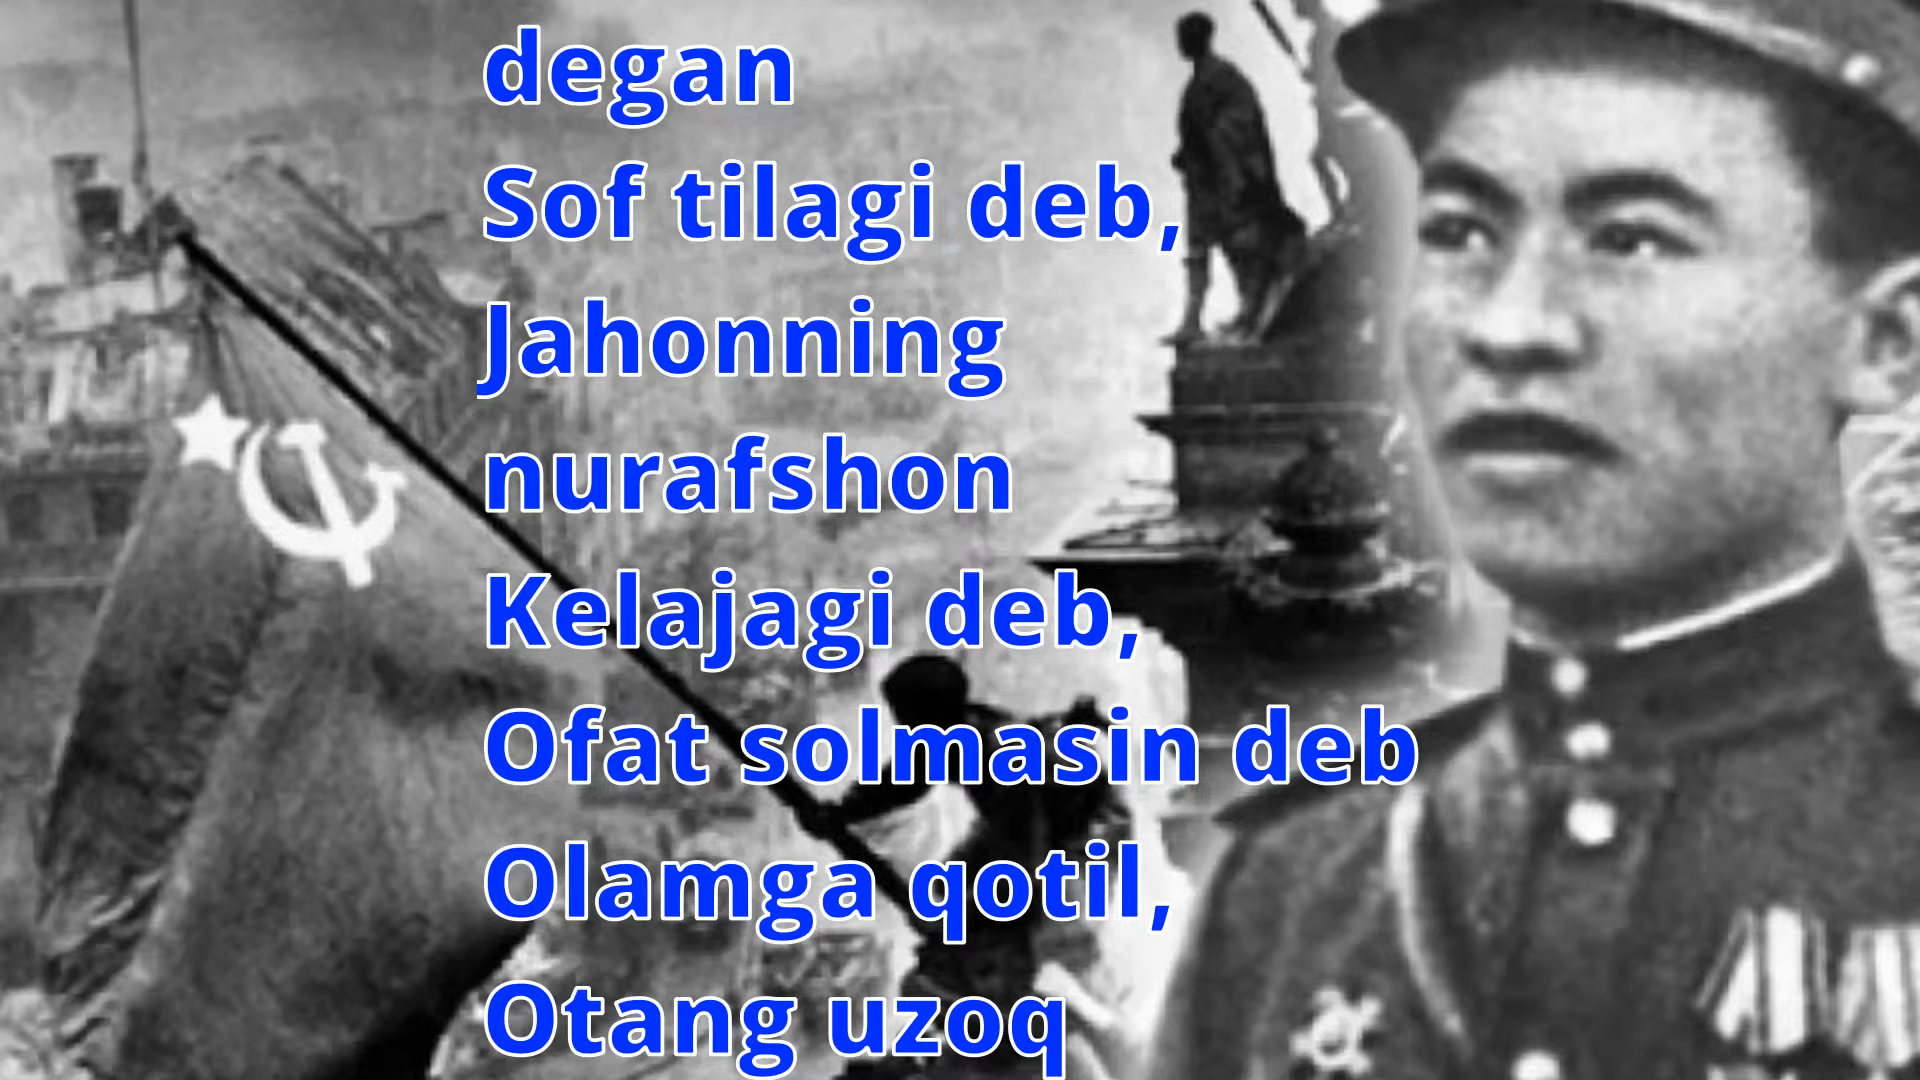 degan
Sof tilagi deb,
Jahonning
nurafshon
Kelajagi deb,
Ofat solmasin deb
Olamga qotil,
Otang uzoq